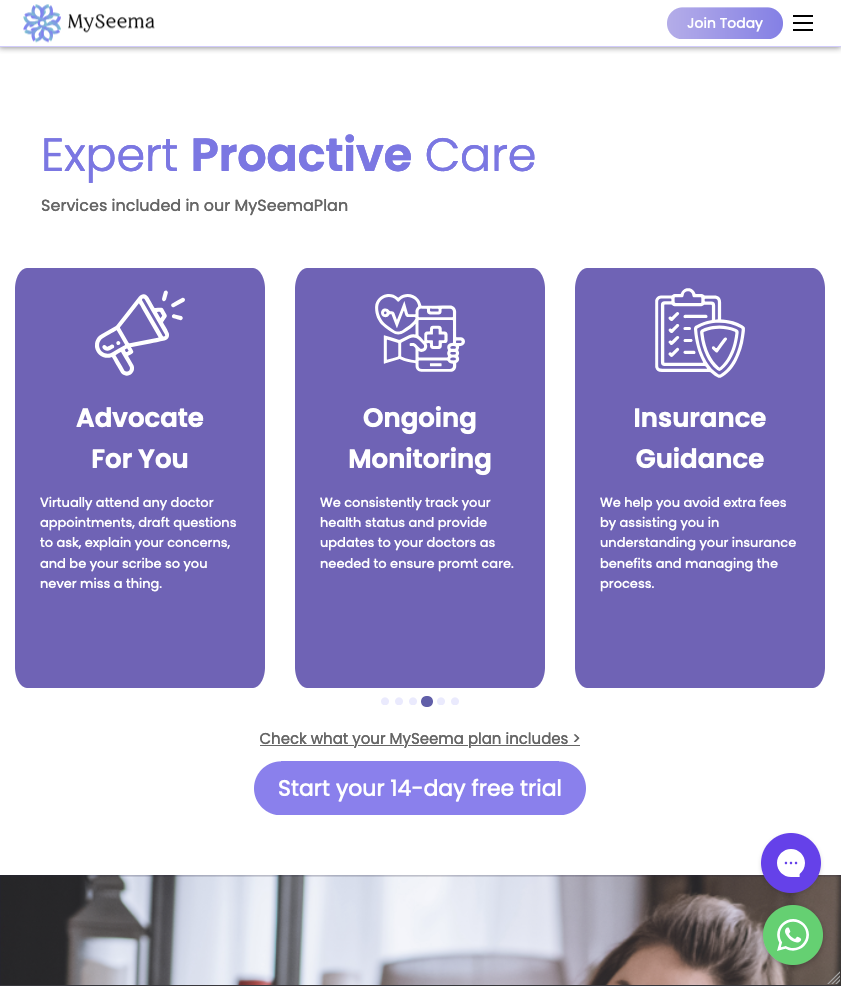 MySeema
Join Today
Expert Proactive Care
Services included in our MySeemaPlan
Advocate
For You
Virtually attend any doctor
appointments, draft questions
to ask, explain your concerns,
and be your scribe so you
never miss a thing.
Ongoing
Monitoring
We consistently track your
health status and provide
updates to your doctors as
needed to ensure promt care.
Insurance
Guidance
We help you avoid extra fees
by assisting you in
understanding your insurance
benefits and managing the
process.
Check what your MySeema plan includes >
Start your 14-day free trial